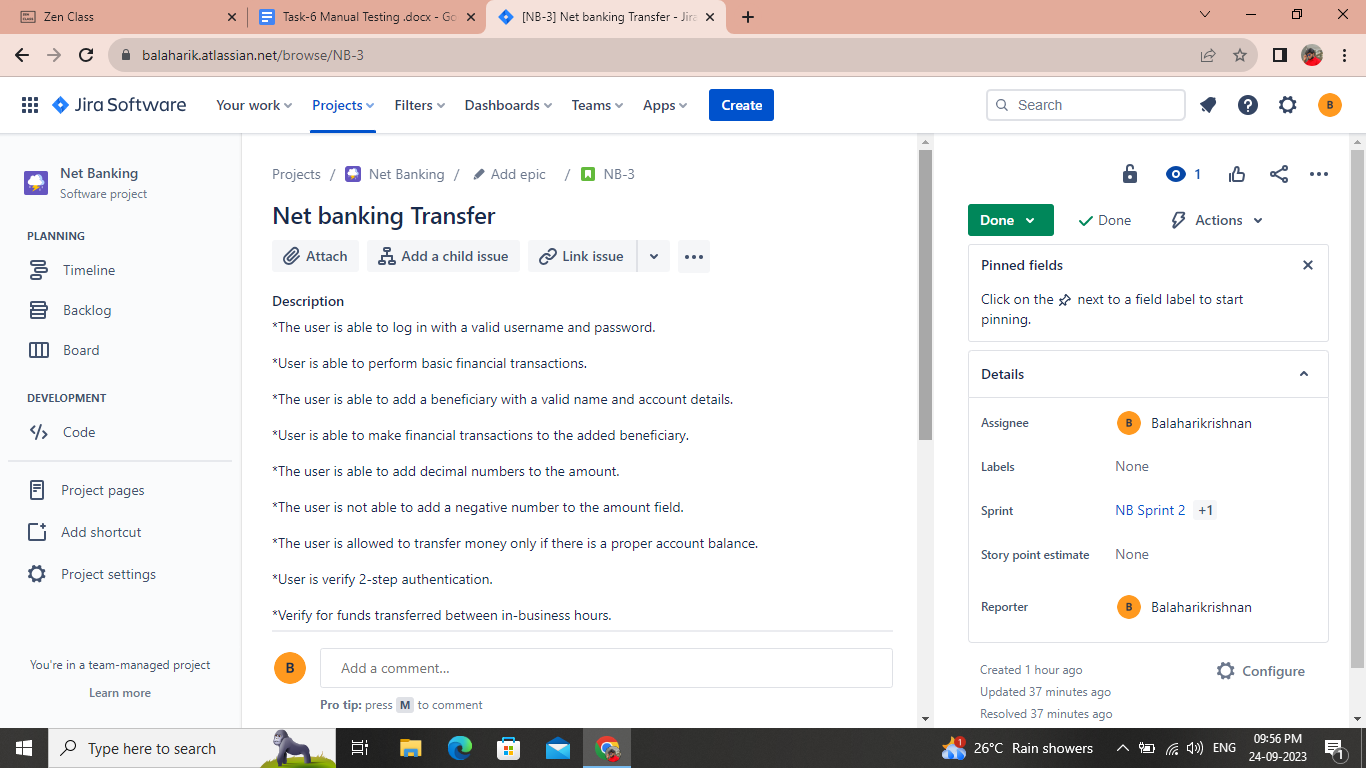 Zen Class
Task-6 Manual Testing .docx - Go
[NB-3] Net banking Transfer - Jira
balaharik.atlassian.net/browse/NB-3
Jira Software
Your work
Projects
Filters
Dashboards
Teams
Apps
Create
Search
B
Net Banking
Software project
PLANNING
Timeline
Backlog
Board
DEVELOPMENT
Code
Project pages
Add shortcut
Project settings
You're in a team-managed project
Learn more
Projects / Net Banking / Add epic / NB-3
Net banking Transfer
Attach
Add a child issue
Link issue
Description
*The user is able to log in with a valid username and password.
*User is able to perform basic financial transactions.
*The user is able to add a beneficiary with a valid name and account details.
*User is able to make financial transactions to the added beneficiary.
*The user is able to add decimal numbers to the amount.
*The user is not able to add a negative number to the amount field.
*The user is allowed to transfer money only if there is a proper account balance.
*User is verify 2-step authentication.
*Verify for funds transferred between in-business hours.
B
Add a comment...
Pro tip: press M to comment
1
Done
Done
Actions
Pinned fields
Click on the next to a field label to start
pinning.
Details
Assignee
B Balaharikrishnan
Labels
None
Sprint
NB Sprint 2 +1
Story point estimate
None
Reporter
B Balaharikrishnan
Created 1 hour ago
Updated 37 minutes ago
Resolved 37 minutes ago
Configure
Type here to search
1
26°C Rain showers
ENG
09:56 PM
24-09-2023
1